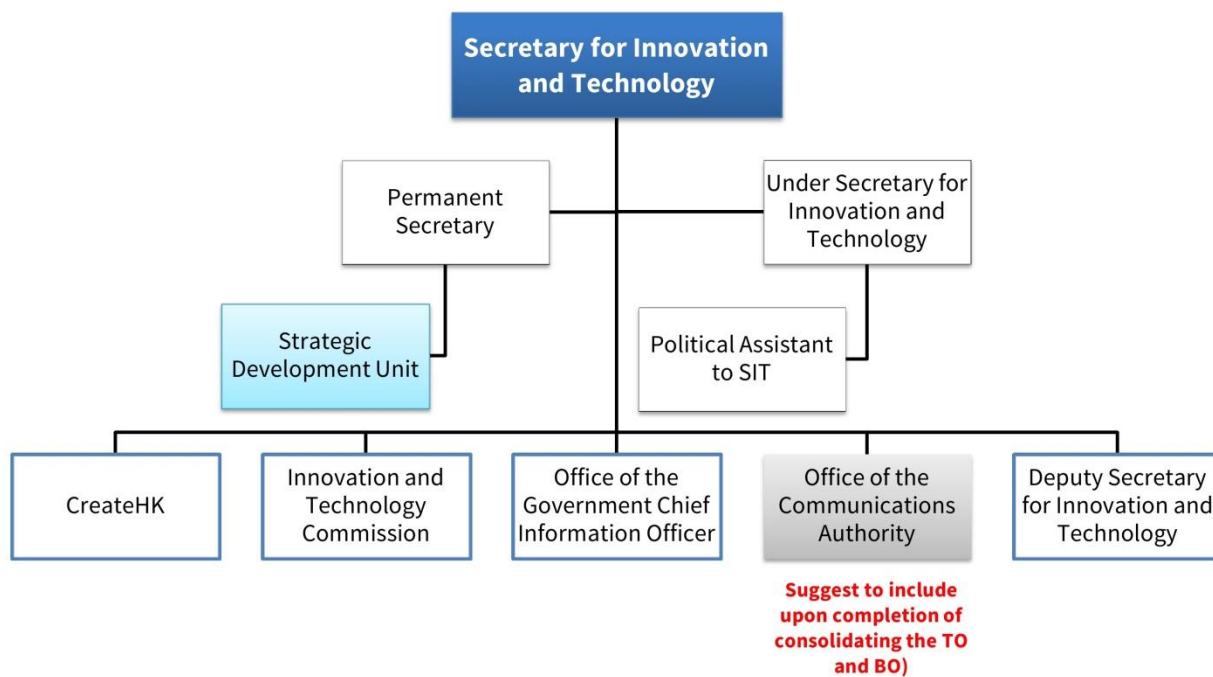 Secretary for Innovation
and Technology
Permanent
Secretary
Under Secretary for
Innovation and
Technology
Strategic
Development Unit
Political Assistant
to SIT
CreateHK
Innovation and
Technology
Commission
Office of the
Government Chief
Information Officer
Office of the
Communications
Authority
Deputy Secretary
for Innovation and
Technology
Suggest to include
upon completion of
consolidating the TO
and BO)